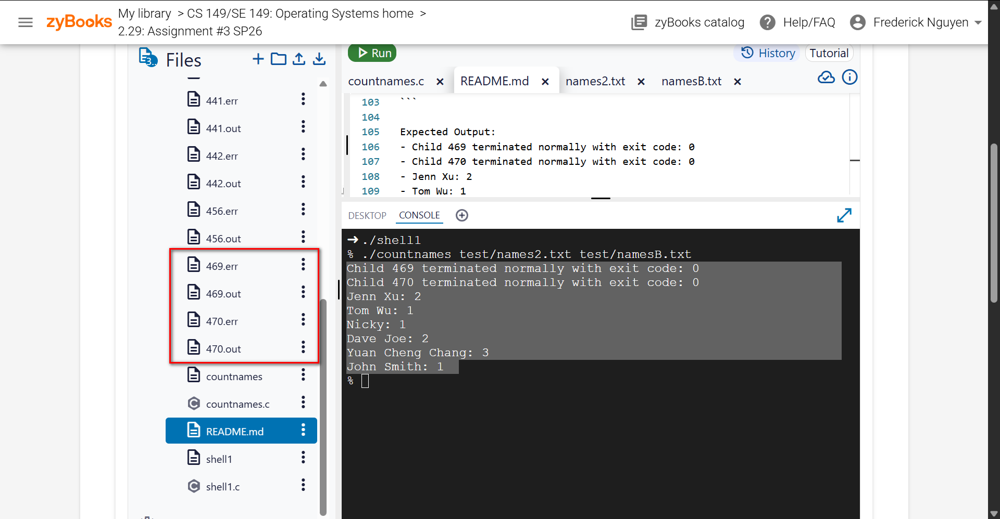 zyBooks
My library > CS 149/SE 149: Operating Systems home >
2.29: Assignment #3 SP26
zyBooks catalog
Help/FAQ
Frederick Nguyen
Files
441.err
441.out
442.err
442.out
456.err
456.out
469.err
469.out
470.err
470.out
countnames
countnames.c
README.md
shell1
shell1.c
Run
History
Tutorial
countnames.c
README.md
names2.txt
namesB.txt
103 ```
104
105 Expected Output:
106 - Child 469 terminated normally with exit code: 0
107 - Child 470 terminated normally with exit code: 0
108 - Jenn Xu: 2
109 - Tom Wu: 1
DESKTOP
CONSOLE
➜ ./shell1
% ./countnames test/names2.txt test/namesB.txt
Child 469 terminated normally with exit code: 0
Child 470 terminated normally with exit code: 0
Jenn Xu: 2
Tom Wu: 1
Nicky: 1
Dave Joe: 2
Yuan Cheng Chang: 3
John Smith: 1
%